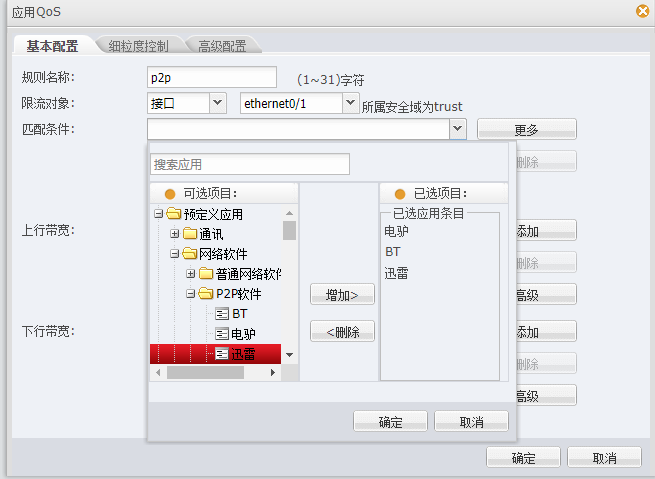 应用QoS
基本配置 细粒度控制 高级配置
规则名称: p2p (1~31)字符
限流对象: 接口 ethernet0/1 所属安全域为trust
匹配条件: 更多
搜索应用 删除
可选项目: 已选项目:
预定义应用 已选应用条目
通讯 电驴
网络软件 BT
普通网络软件 迅雷
P2P软件
BT
电驴
迅雷
增加>
<删除
确定 取消
上行带宽: 添加
删除
高级
下行带宽: 添加
删除
高级
确定 取消